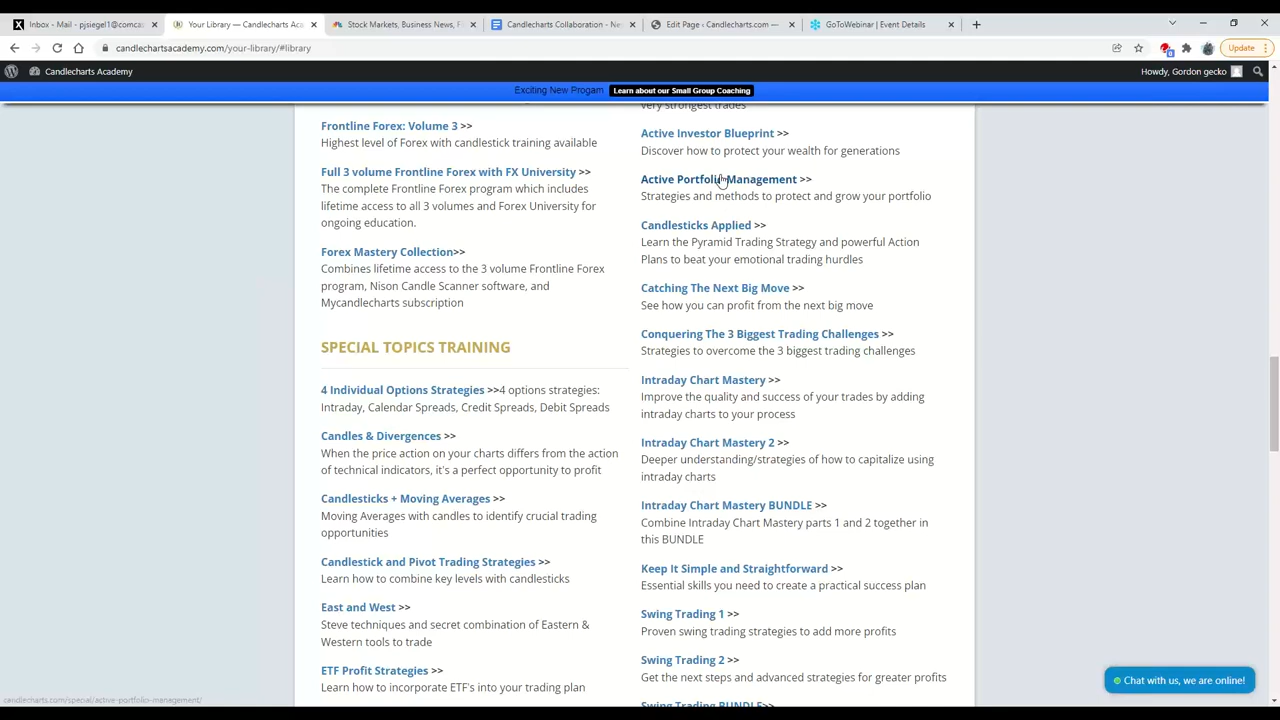 Inbox - Mail - pjsiegel1@comcas
Your Library — Candlecharts Aca
Stock Markets, Business News, F
Candlecharts Collaboration - Ne
Edit Page ‹ Candlecharts.com —
GoToWebinar | Event Details
candlechartsacademy.com/your-library/#library
Update
Candlecharts Academy
Howdy, Gordon gecko
Exciting New Progam
Learn about our Small Group Coaching
Frontline Forex: Volume 3 >>
Highest level of Forex with candlestick training available
Full 3 volume Frontline Forex with FX University >>
The complete Frontline Forex program which includes
lifetime access to all 3 volumes and Forex University for
ongoing education.
Forex Mastery Collection>>
Combines lifetime access to the 3 volume Frontline Forex
program, Nison Candle Scanner software, and
Mycandlecharts subscription
SPECIAL TOPICS TRAINING
4 Individual Options Strategies >>4 options strategies:
Intraday, Calendar Spreads, Credit Spreads, Debit Spreads
Candles & Divergences >>
When the price action on your charts differs from the action
of technical indicators, it's a perfect opportunity to profit
Candlesticks + Moving Averages >>
Moving Averages with candles to identify crucial trading
opportunities
Candlestick and Pivot Trading Strategies >>
Learn how to combine key levels with candlesticks
East and West >>
Steve techniques and secret combination of Eastern &
Western tools to trade
ETF Profit Strategies >>
Learn how to incorporate ETF's into your trading plan
very strongest trades
Active Investor Blueprint >>
Discover how to protect your wealth for generations
Active Portfolio Management >>
Strategies and methods to protect and grow your portfolio
Candlesticks Applied >>
Learn the Pyramid Trading Strategy and powerful Action
Plans to beat your emotional trading hurdles
Catching The Next Big Move >>
See how you can profit from the next big move
Conquering The 3 Biggest Trading Challenges >>
Strategies to overcome the 3 biggest trading challenges
Intraday Chart Mastery >>
Improve the quality and success of your trades by adding
intraday charts to your process
Intraday Chart Mastery 2 >>
Deeper understanding/strategies of how to capitalize using
intraday charts
Intraday Chart Mastery BUNDLE >>
Combine Intraday Chart Mastery parts 1 and 2 together in
this BUNDLE
Keep It Simple and Straightforward >>
Essential skills you need to create a practical success plan
Swing Trading 1 >>
Proven swing trading strategies to add more profits
Swing Trading 2 >>
Get the next steps and advanced strategies for greater profits
Swing Trading BUNDLE>>
candlecharts.com/special/active-portfolio-management/
Chat with us, we are online!